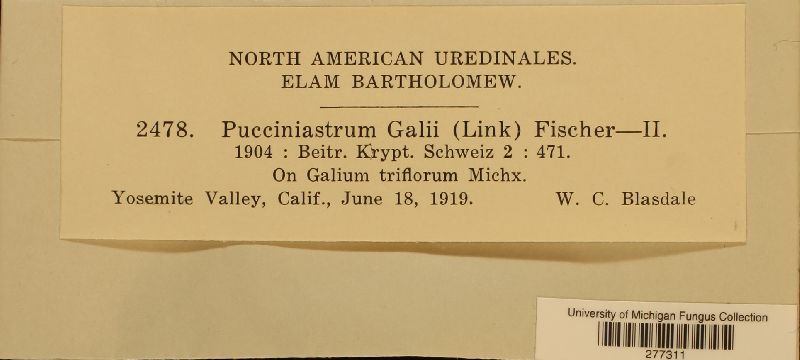 NORTH AMERICAN UREDINALES.
ELAM BARTHOLOMEW.
2478. Pucciniastrum Galii (Link) Fischer—II.
1904 : Beitr. Krypt. Schweiz 2 : 471.
On Galium triflorum Michx.
Yosemite Valley, Calif., June 18, 1919. W. C. Blasdale
University of Michigan Fungus Collection
277311